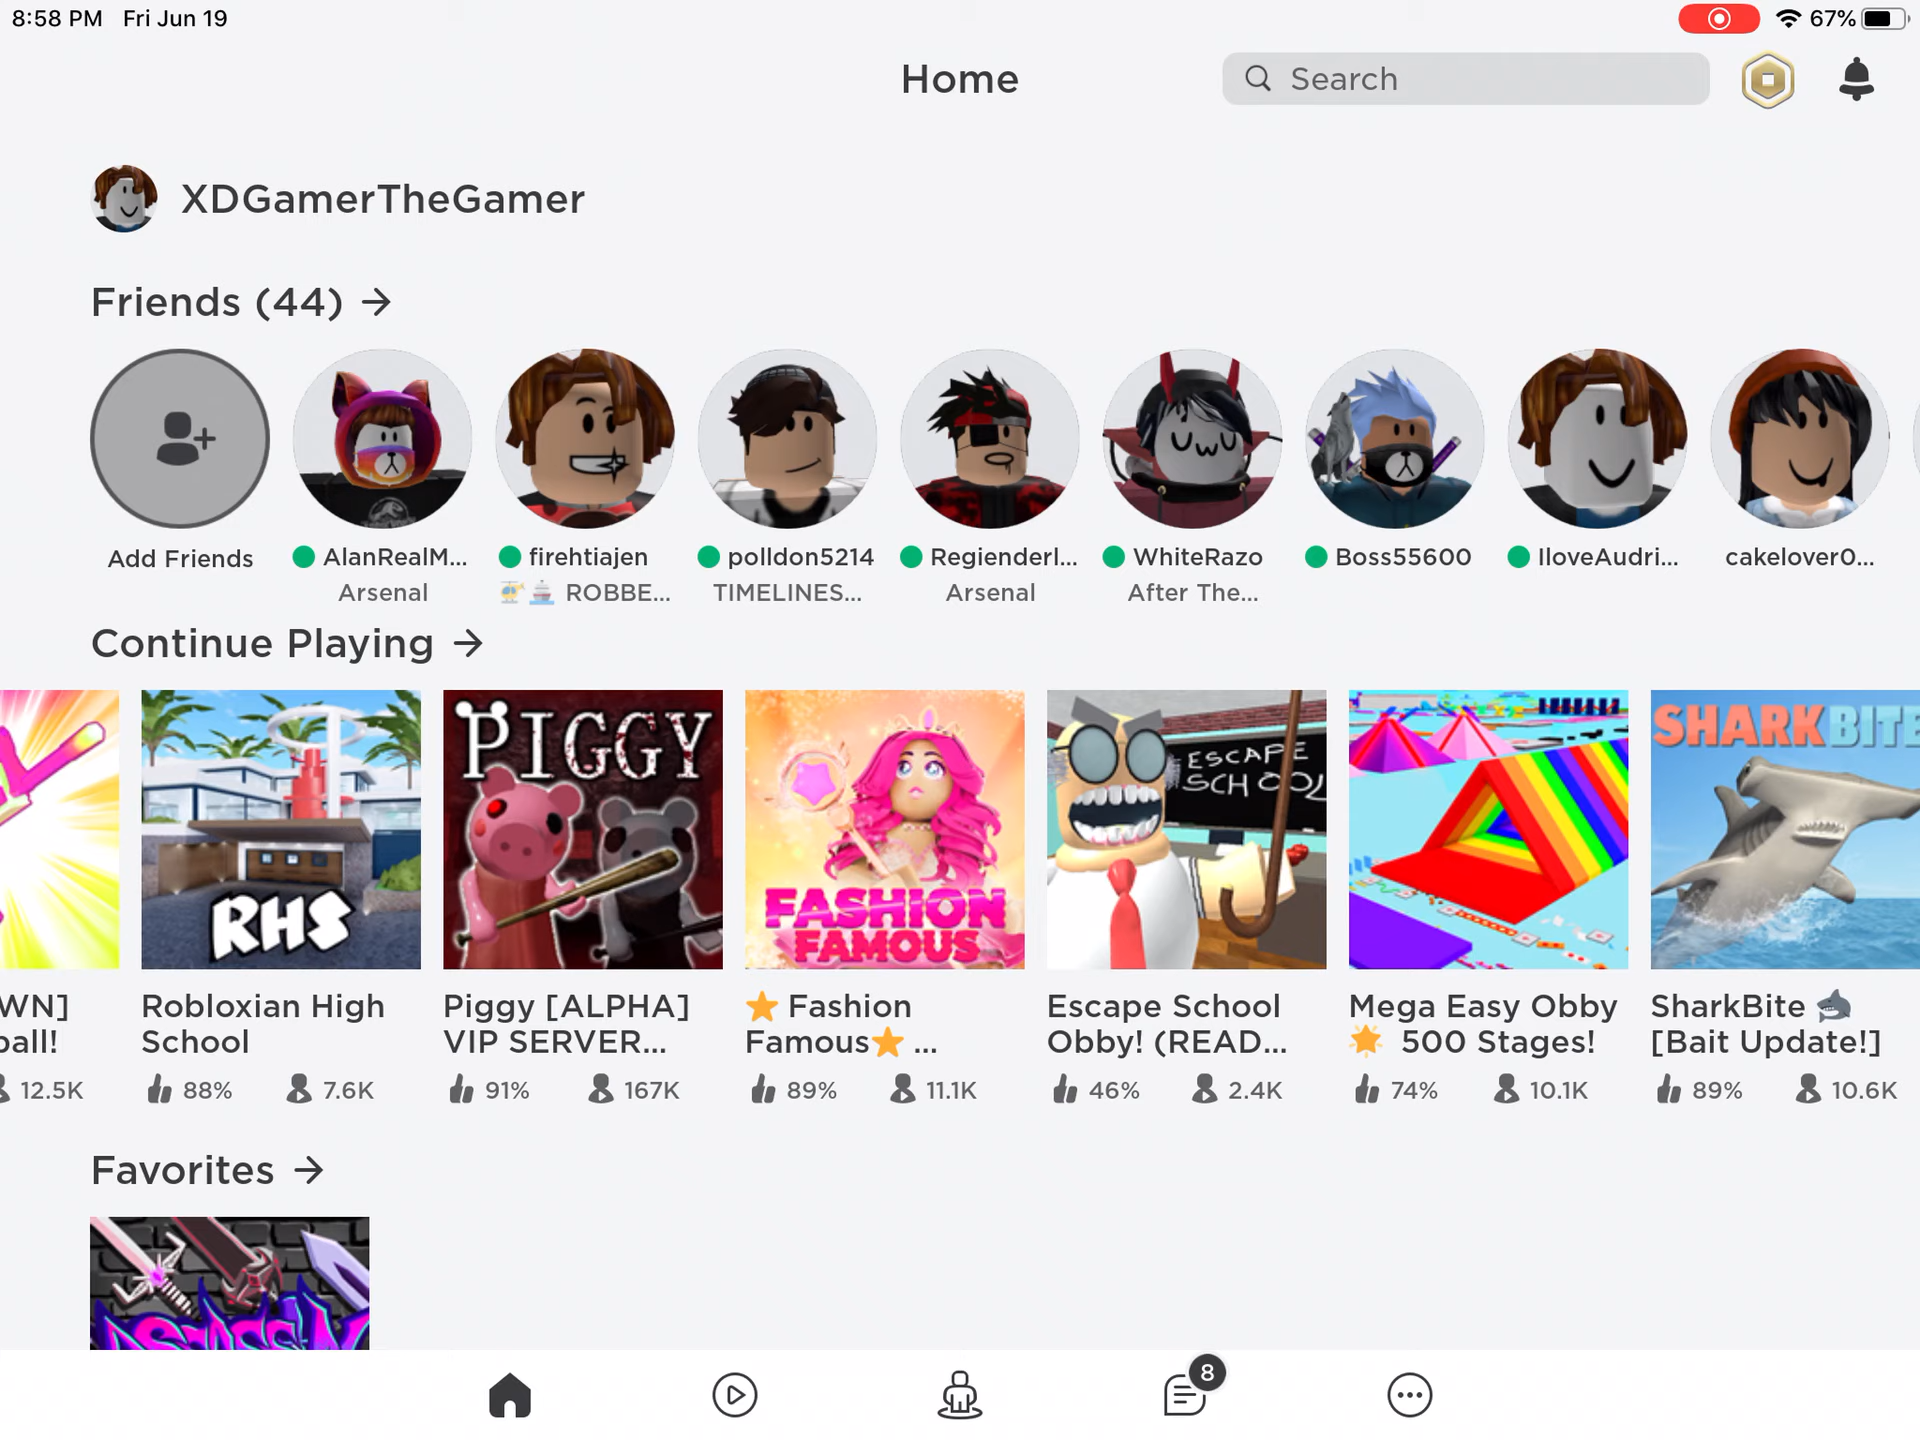 8:58 PM Fri Jun 19
67%
Home
Search
XDGamerTheGamer
Friends (44) →
Add Friends
AlanRealM...
Arsenal
firehtiajen
🚁🚢 ROBBE...
polldon5214
TIMELINES...
Regienderl...
Arsenal
WhiteRazo
After The...
Boss55600
IloveAudri...
cakelover0...
Continue Playing →
RHS
PIGGY
FASHION
FAMOUS
ESCAPE
SCHOOL
SHARKBITE
WN]
ball!
12.5K
Robloxian High
School
88% 7.6K
Piggy [ALPHA]
VIP SERVER...
91% 167K
⭐ Fashion
Famous⭐ ...
89% 11.1K
Escape School
Obby! (READ...
46% 2.4K
Mega Easy Obby
🌟 500 Stages!
74% 10.1K
SharkBite 🦈
[Bait Update!]
89% 10.6K
Favorites →
8